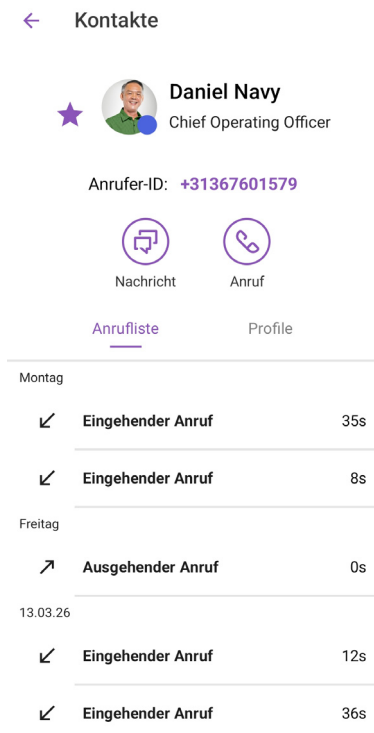 Kontakte
Daniel Navy
Chief Operating Officer
Anrufer-ID: +31367601579
Nachricht Anruf
Anrufliste Profile
Montag
Eingehender Anruf 35s
Eingehender Anruf 8s
Freitag
Ausgehender Anruf 0s
13.03.26
Eingehender Anruf 12s
Eingehender Anruf 36s